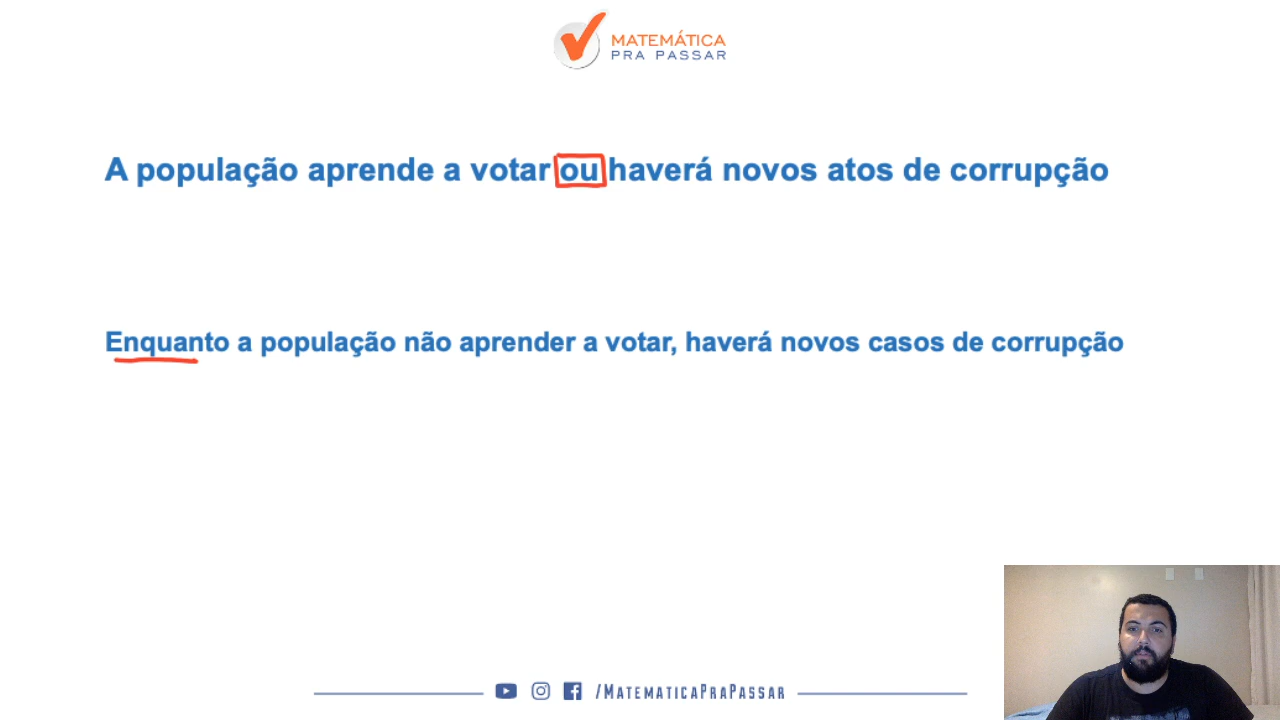 MATEMÁTICA
PRA PASSAR
A população aprende a votar ou haverá novos atos de corrupção
Enquanto a população não aprender a votar, haverá novos casos de corrupção
/MATEMATICAPRAPASSAR